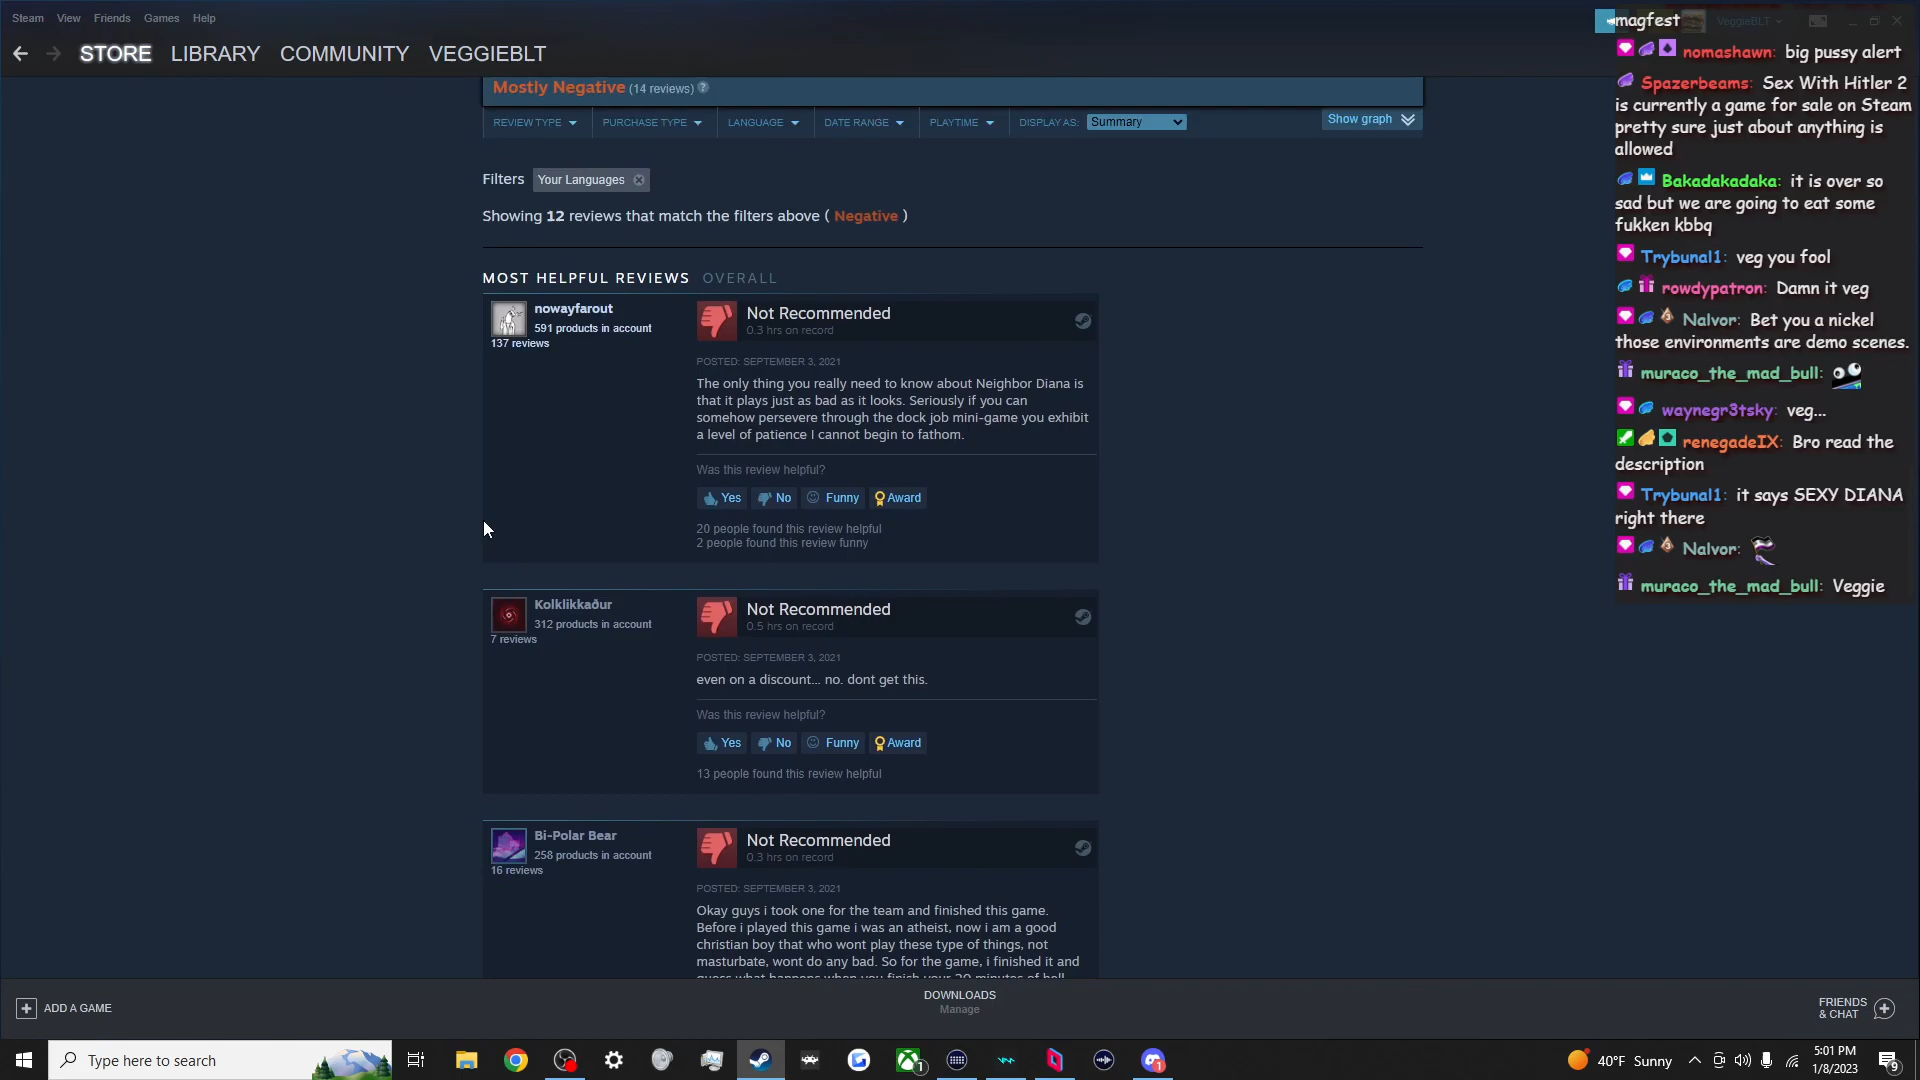 Steam View Friends Games Help
STORE LIBRARY COMMUNITY VEGGIEBLT
VeggieBLT
Mostly Negative (14 reviews) ?
REVIEW TYPE PURCHASE TYPE LANGUAGE DATE RANGE PLAYTIME DISPLAY AS: Summary Show graph
Filters Your Languages
Showing 12 reviews that match the filters above ( Negative )
MOST HELPFUL REVIEWS OVERALL
nowayfarout
591 products in account
137 reviews
Not Recommended
0.3 hrs on record
POSTED: SEPTEMBER 3, 2021
The only thing you really need to know about Neighbor Diana is
that it plays just as bad as it looks. Seriously if you can
somehow persevere through the dock job mini-game you exhibit
a level of patience I cannot begin to fathom.
Was this review helpful?
Yes No Funny Award
20 people found this review helpful
2 people found this review funny
Kolklikkaður
312 products in account
7 reviews
Not Recommended
0.5 hrs on record
POSTED: SEPTEMBER 3, 2021
even on a discount... no. dont get this.
Was this review helpful?
Yes No Funny Award
13 people found this review helpful
Bi-Polar Bear
258 products in account
16 reviews
Not Recommended
0.3 hrs on record
POSTED: SEPTEMBER 3, 2021
Okay guys i took one for the team and finished this game.
Before i played this game i was an atheist, now i am a good
christian boy that who wont play these type of things, not
masturbate, wont do any bad. So for the game, i finished it and
guess what happens when you finish your 20 minutes of hell
magfest
nomashawn: big pussy alert
Spazerbeams: Sex With Hitler 2
is currently a game for sale on Steam
pretty sure just about anything is
allowed
Bakadakadaka: it is over so
sad but we are going to eat some
fukken kbbq
Trybunal1: veg you fool
rowdypatron: Damn it veg
Nalvor: Bet you a nickel
those environments are demo scenes.
muraco_the_mad_bull:
waynegr3tsky: veg...
renegadeIX: Bro read the
description
Trybunal1: it says SEXY DIANA
right there
Nalvor:
muraco_the_mad_bull: Veggie
+ ADD A GAME
DOWNLOADS
Manage
FRIENDS
& CHAT
Type here to search
1
1
40°F Sunny
5:01 PM
1/8/2023
9